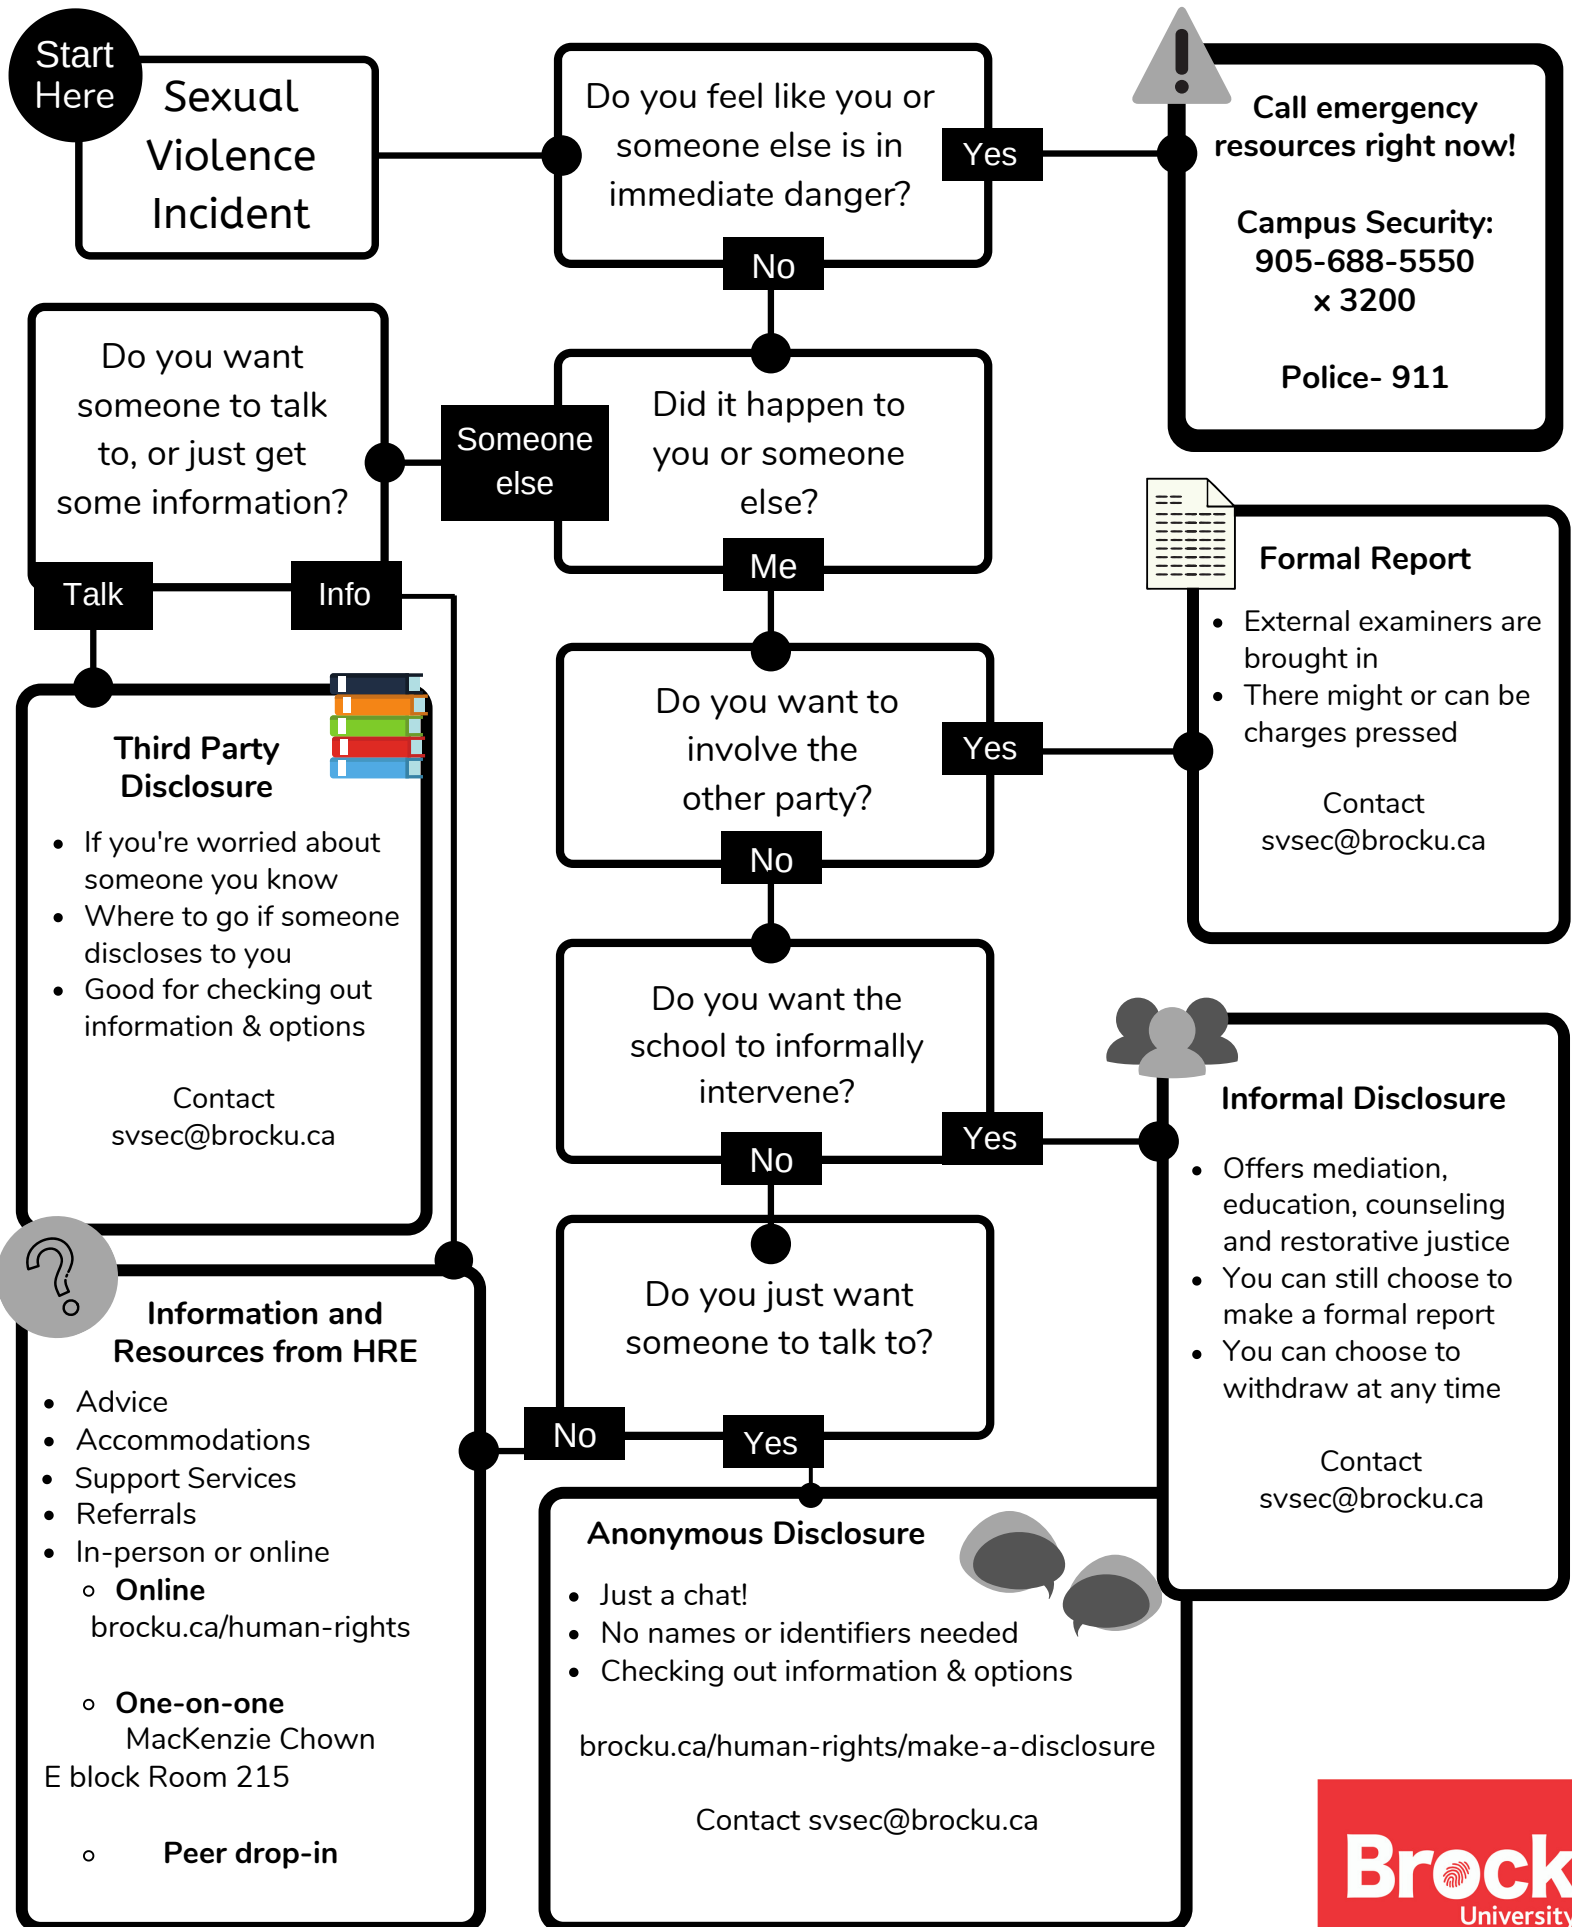 Start
Here
Sexual
Violence
Incident
Do you feel like you or
someone else is in
immediate danger?
Yes
No
Call emergency
resources right now!
Campus Security:
905-688-5550
x 3200
Police- 911
Did it happen to
you or someone
else?
Someone
else
Me
Do you want
someone to talk
to, or just get
some information?
Talk
Info
Third Party
Disclosure
• If you're worried about
someone you know
• Where to go if someone
discloses to you
• Good for checking out
information & options
Contact
svsec@brocku.ca
Do you want to
involve the
other party?
Yes
No
Formal Report
• External examiners are
brought in
• There might or can be
charges pressed
Contact
svsec@brocku.ca
Do you want the
school to informally
intervene?
Yes
No
Informal Disclosure
• Offers mediation,
education, counseling
and restorative justice
• You can still choose to
make a formal report
• You can choose to
withdraw at any time
Contact
svsec@brocku.ca
Do you just want
someone to talk to?
No
Yes
?
Information and
Resources from HRE
• Advice
• Accommodations
• Support Services
• Referrals
• In-person or online
◦ Online
brocku.ca/human-rights
◦ One-on-one
MacKenzie Chown
E block Room 215
◦ Peer drop-in
Anonymous Disclosure
• Just a chat!
• No names or identifiers needed
• Checking out information & options
brocku.ca/human-rights/make-a-disclosure
Contact svsec@brocku.ca
Brock
University